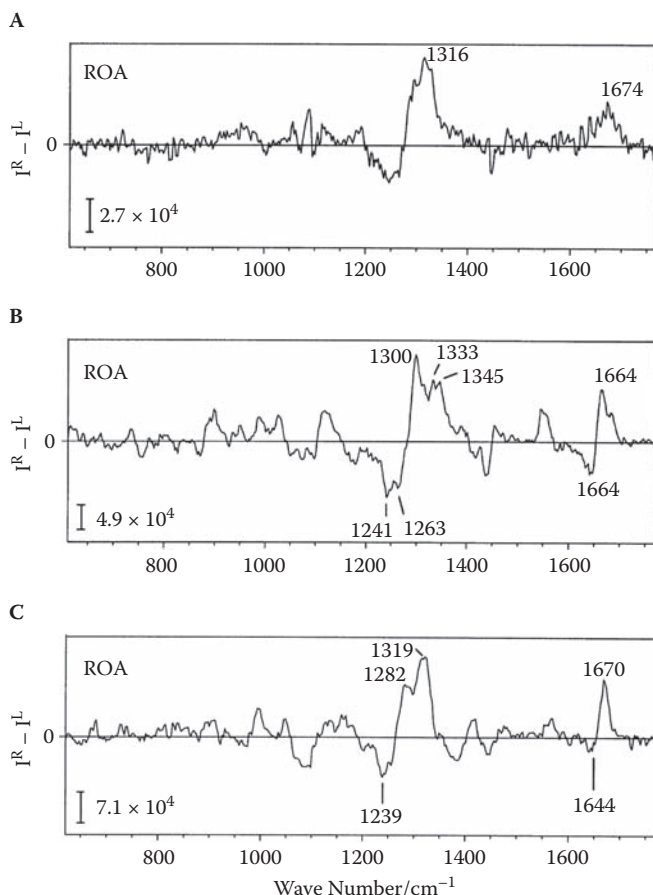 A
ROA
1316
1674
0
I^R – I^L
2.7 × 10^4
800 1000 1200 1400 1600
B
ROA
1300
1333
1345
1664
0
I^R – I^L
4.9 × 10^4
1241
1263
1664
800 1000 1200 1400 1600
C
ROA
1319
1282
1670
0
I^R – I^L
7.1 × 10^4
1239
1644
800 1000 1200 1400 1600
Wave Number/cm^−1